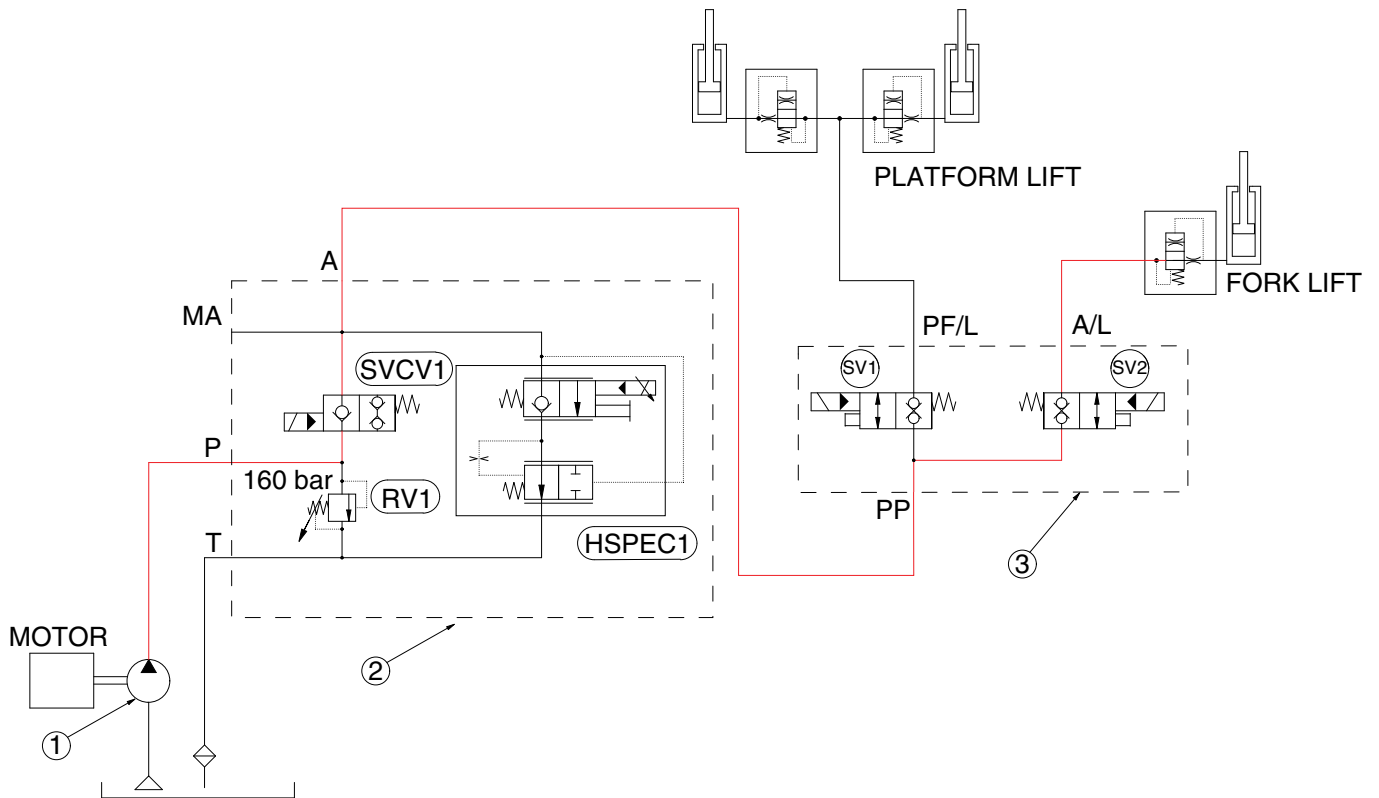 PLATFORM LIFT
FORK LIFT
A
MA
SVCV1
PF/L
A/L
SV1
SV2
P
160 bar
RV1
HSPEC1
PP
T
3
MOTOR
2
1